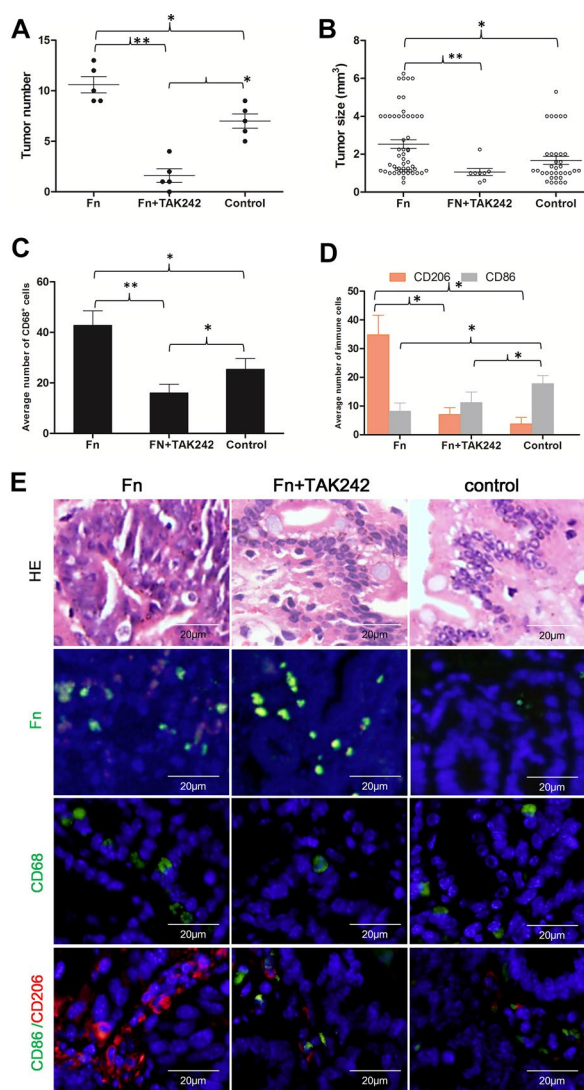 A
Tumor number
15
10
5
0
*
**
*
Fn
Fn+TAK242
Control
B
Tumor size (mm³)
8
6
4
2
0
*
**
Fn
FN+TAK242
Control
C
Average number of CD68⁺ cells
60
40
20
0
*
**
*
Fn
FN+TAK242
Control
D
CD206 CD86
Average number of immune cells
50
40
30
20
10
0
*
*
*
*
Fn
Fn+TAK242
Control
E
Fn Fn+TAK242 control
HE
20μm 20μm 20μm
Fn
20μm 20μm 20μm
CD68
20μm 20μm 20μm
CD86 /CD206
20μm 20μm 20μm